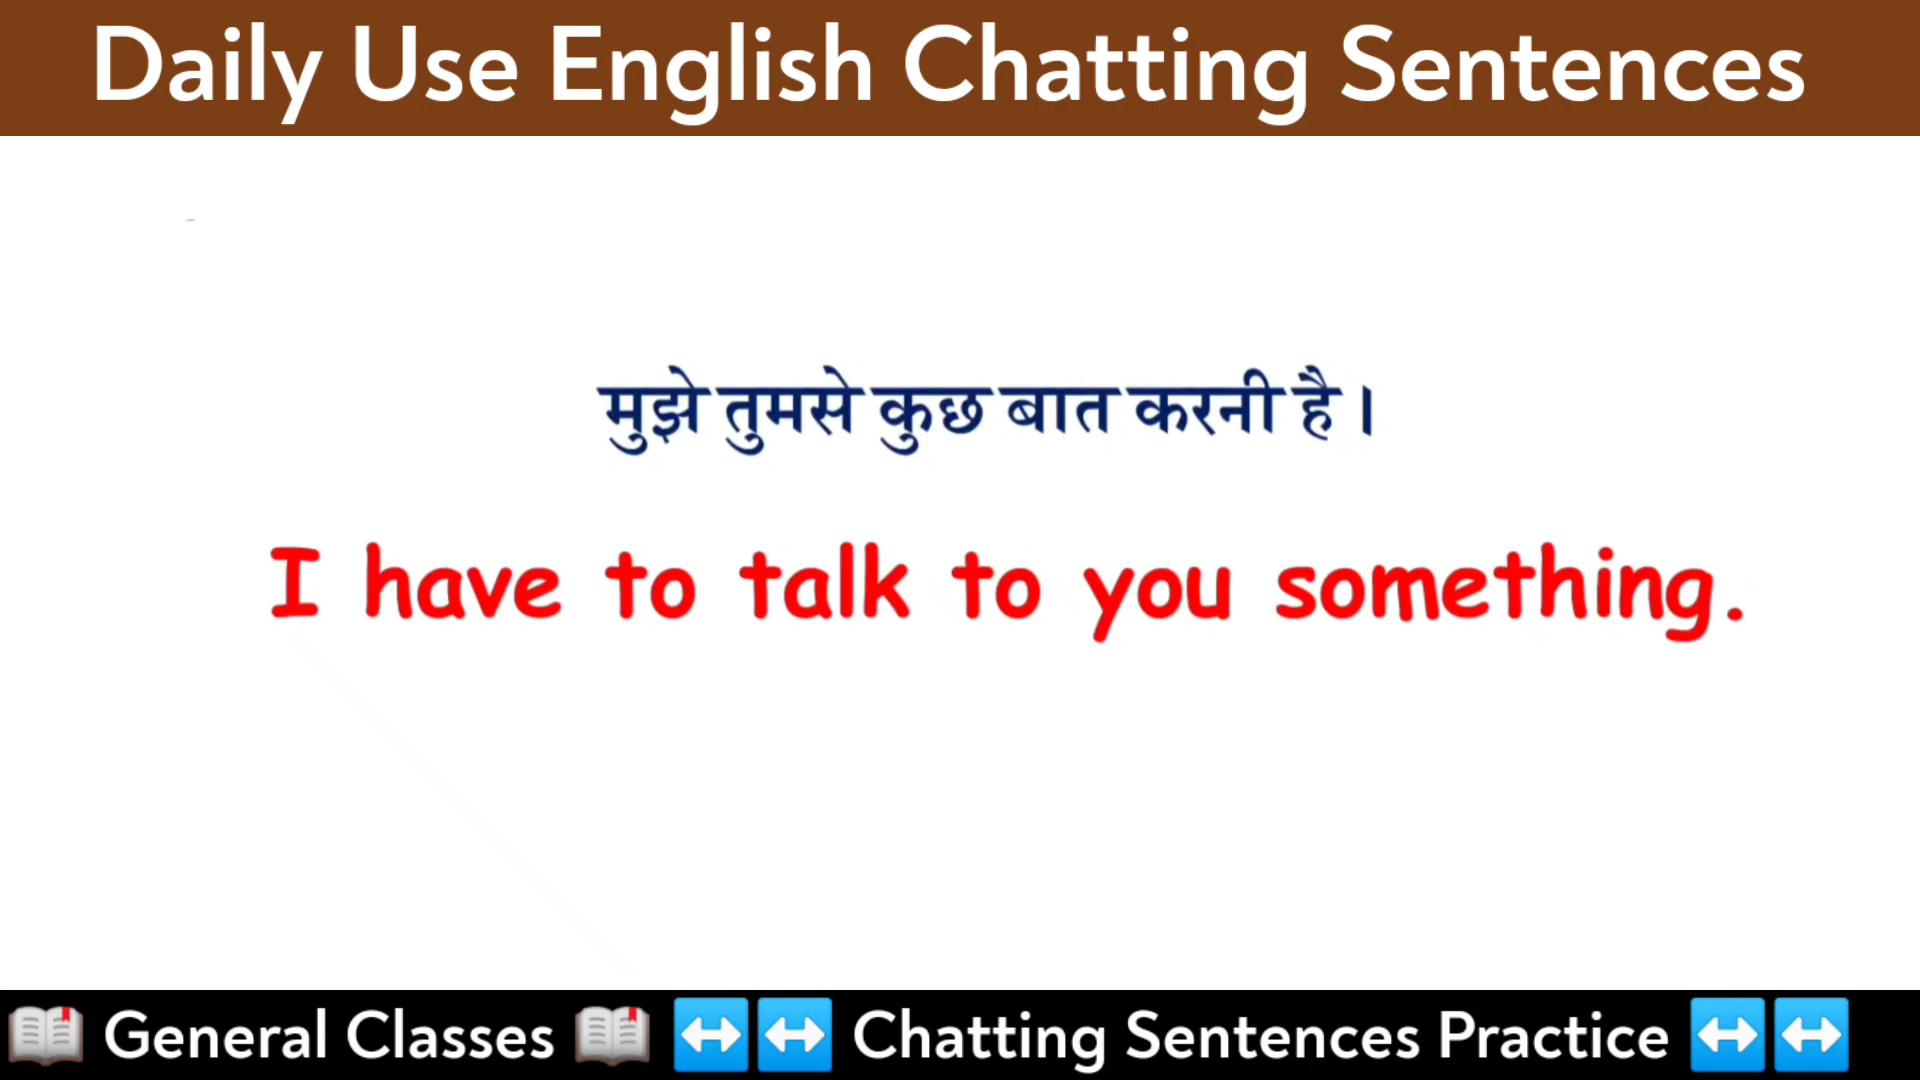 Daily Use English Chatting Sentences
मुझे तुमसे कुछ बात करनी है।
I have to talk to you something.
📖 General Classes 📖 ↔️↔️ Chatting Sentences Practice ↔️↔️